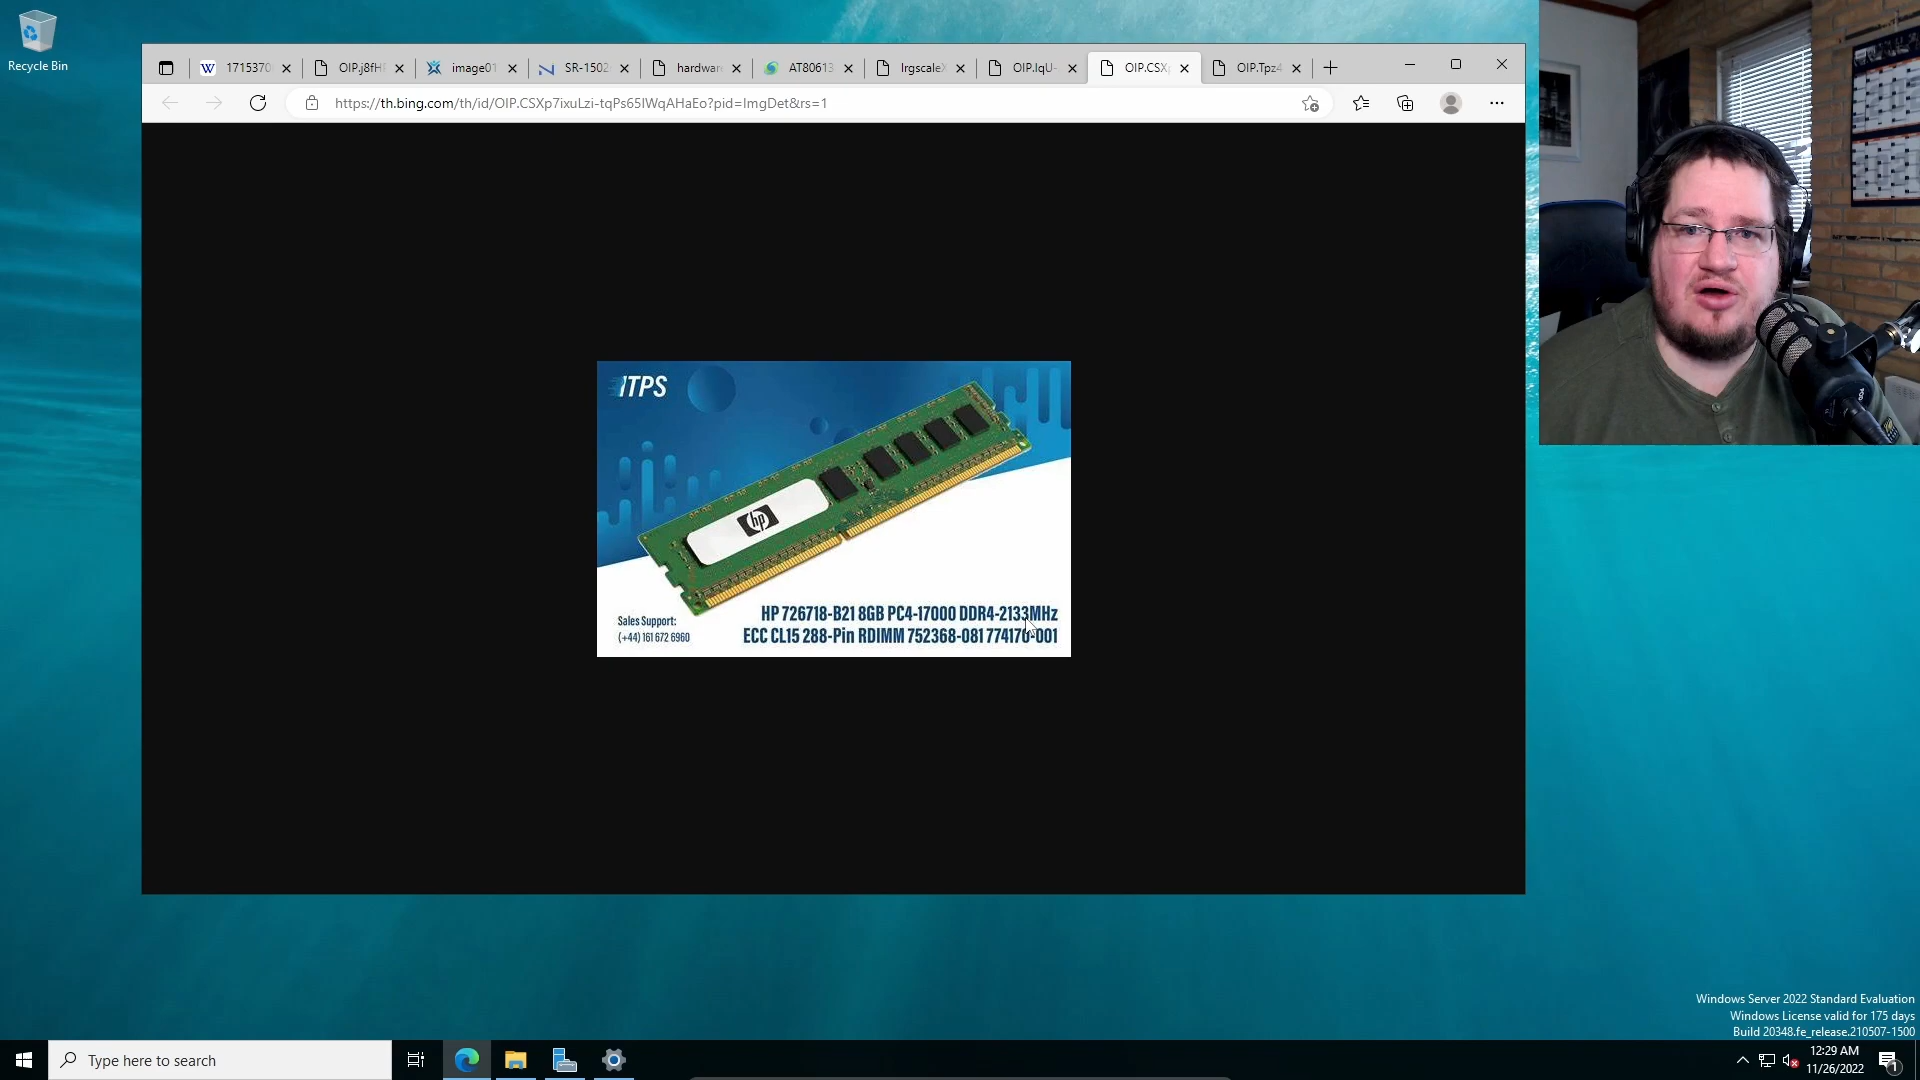 Recycle Bin
1715370
OIP.j8fHF
image01
SR-1502
hardwar
AT80613
lrgscaleX
OIP.IqU-
OIP.CSX
OIP.Tpz4
https://th.bing.com/th/id/OIP.CSXp7ixuLzi-tqPs65IWqAHaEo?pid=ImgDet&rs=1
ITPS
hp
HP 726718-B21 8GB PC4-17000 DDR4-2133MHz
ECC CL15 288-Pin RDIMM 752368-081 774170-001
Sales Support:
(+44) 161 672 6960
Windows Server 2022 Standard Evaluation
Windows License valid for 175 days
Build 20348.fe_release.210507-1500
Type here to search
12:29 AM
11/26/2022
1